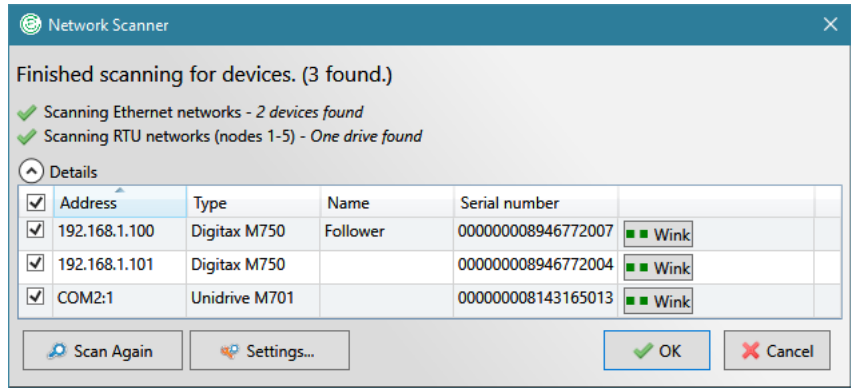 Network Scanner
Finished scanning for devices. (3 found.)
Scanning Ethernet networks - 2 devices found
Scanning RTU networks (nodes 1-5) - One drive found
Details
Address Type Name Serial number
192.168.1.100 Digitax M750 Follower 000000008946772007 Wink
192.168.1.101 Digitax M750 000000008946772004 Wink
COM2:1 Unidrive M701 000000008143165013 Wink
Scan Again Settings... OK Cancel